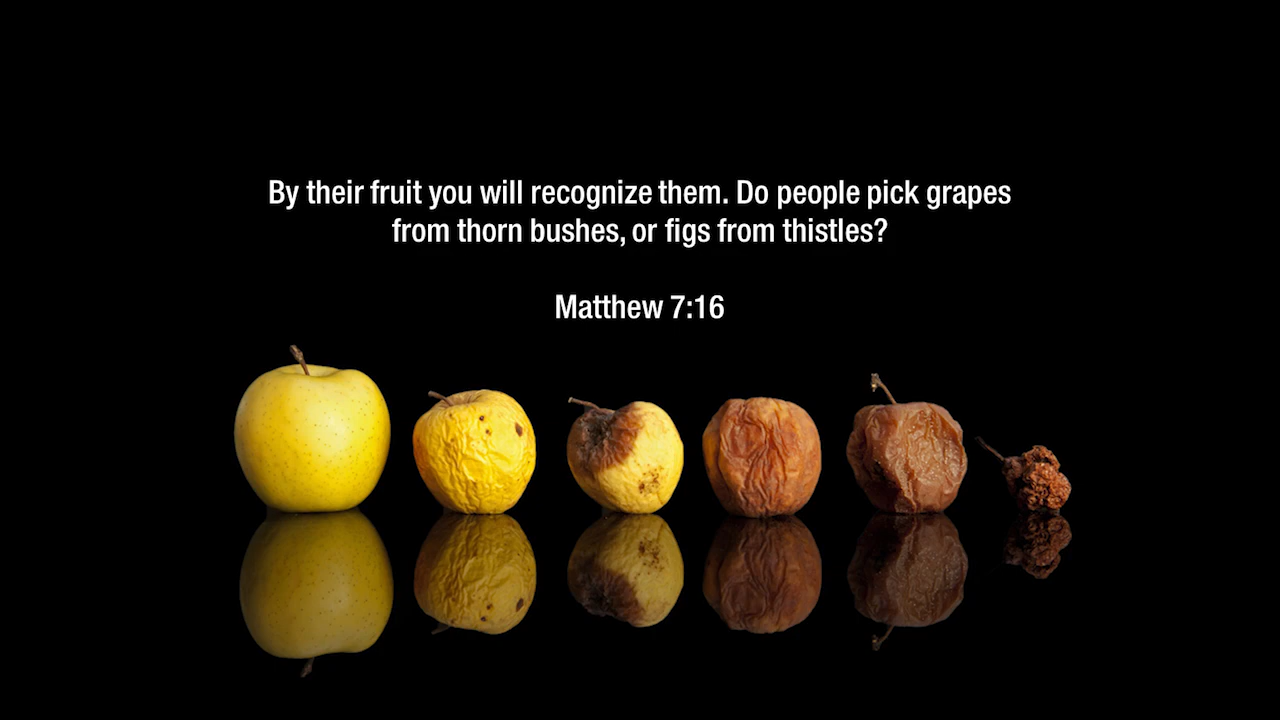 By their fruit you will recognize them. Do people pick grapes
from thorn bushes, or figs from thistles?
Matthew 7:16